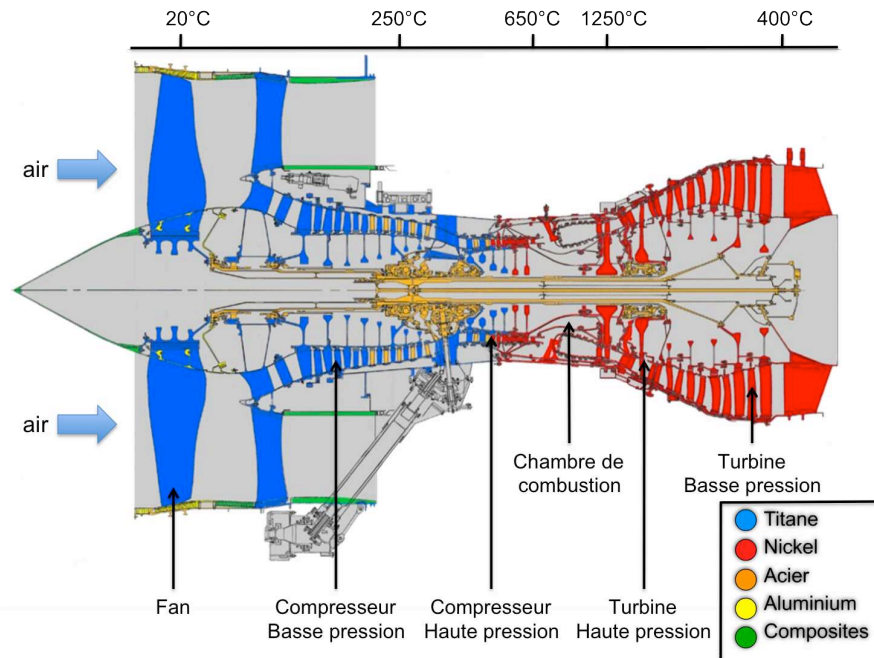 20°C
250°C
650°C
1250°C
400°C
air
air
Chambre de
combustion
Turbine
Basse pression
Fan
Compresseur
Basse pression
Compresseur
Haute pression
Turbine
Haute pression
Titane
Nickel
Acier
Aluminium
Composites